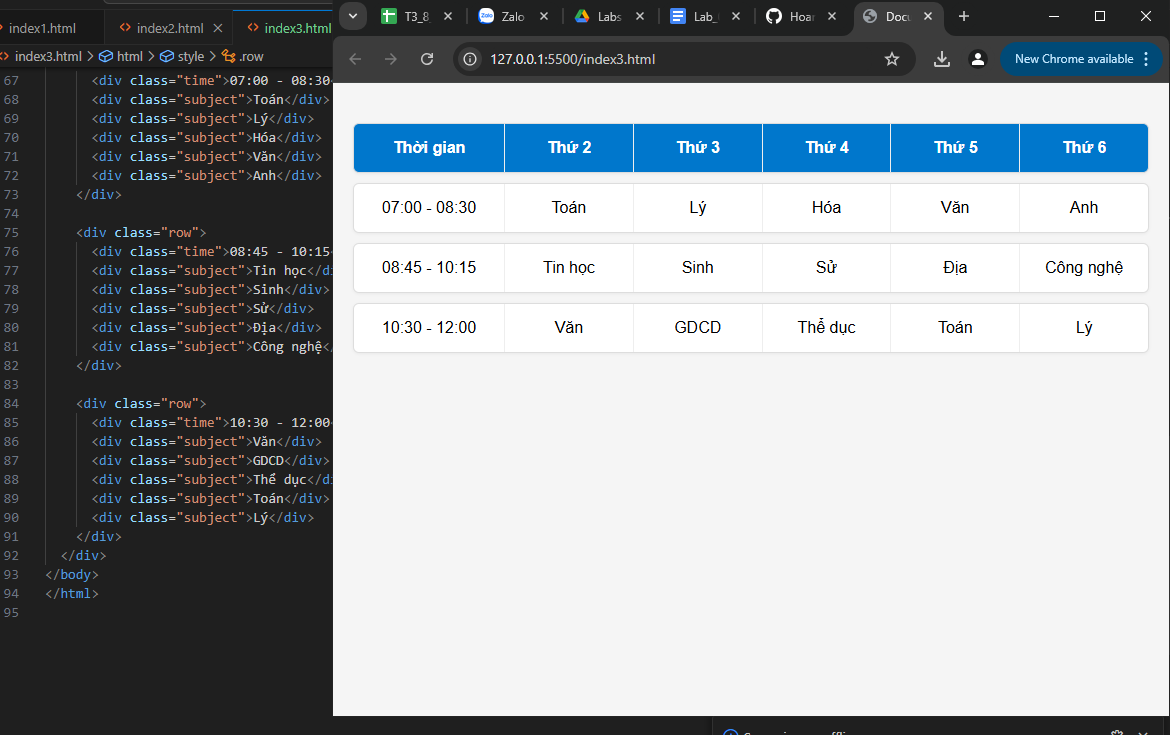 index1.html
index2.html
index3.html
index3.html > html > style > .row
67 <div class="time">07:00 - 08:30
68 <div class="subject">Toán</div>
69 <div class="subject">Lý</div>
70 <div class="subject">Hóa</div>
71 <div class="subject">Văn</div>
72 <div class="subject">Anh</div>
73 </div>
74
75 <div class="row">
76 <div class="time">08:45 - 10:15
77 <div class="subject">Tin học</di
78 <div class="subject">Sinh</div>
79 <div class="subject">Sử</div>
80 <div class="subject">Địa</div>
81 <div class="subject">Công nghệ<
82 </div>
83
84 <div class="row">
85 <div class="time">10:30 - 12:00
86 <div class="subject">Văn</div>
87 <div class="subject">GDCD</div>
88 <div class="subject">Thể dục</di
89 <div class="subject">Toán</div>
90 <div class="subject">Lý</div>
91 </div>
92 </div>
93 </body>
94 </html>
95
T3_8
Zalo
Labs
Lab_
Hoar
Docu
127.0.0.1:5500/index3.html
New Chrome available
Thời gian Thứ 2 Thứ 3 Thứ 4 Thứ 5 Thứ 6
07:00 - 08:30 Toán Lý Hóa Văn Anh
08:45 - 10:15 Tin học Sinh Sử Địa Công nghệ
10:30 - 12:00 Văn GDCD Thể dục Toán Lý